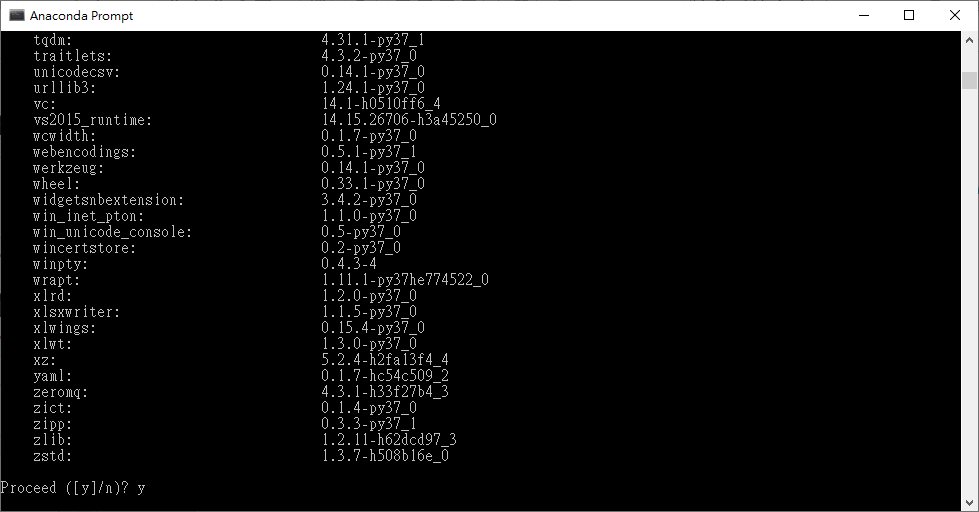 Anaconda Prompt
tqdm: 4.31.1-py37_1
traitlets: 4.3.2-py37_0
unicodecsv: 0.14.1-py37_0
urllib3: 1.24.1-py37_0
vc: 14.1-h0510ff6_4
vs2015_runtime: 14.15.26706-h3a45250_0
wcwidth: 0.1.7-py37_0
webencodings: 0.5.1-py37_1
werkzeug: 0.14.1-py37_0
wheel: 0.33.1-py37_0
widgetsnbextension: 3.4.2-py37_0
win_inet_pton: 1.1.0-py37_0
win_unicode_console: 0.5-py37_0
wincertstore: 0.2-py37_0
winpty: 0.4.3-4
wrapt: 1.11.1-py37he774522_0
xlrd: 1.2.0-py37_0
xlsxwriter: 1.1.5-py37_0
xlwings: 0.15.4-py37_0
xlwt: 1.3.0-py37_0
xz: 5.2.4-h2fa13f4_4
yaml: 0.1.7-hc54c509_2
zeromq: 4.3.1-h33f27b4_3
zict: 0.1.4-py37_0
zipp: 0.3.3-py37_1
zlib: 1.2.11-h62dcd97_3
zstd: 1.3.7-h508b16e_0
Proceed ([y]/n)? y